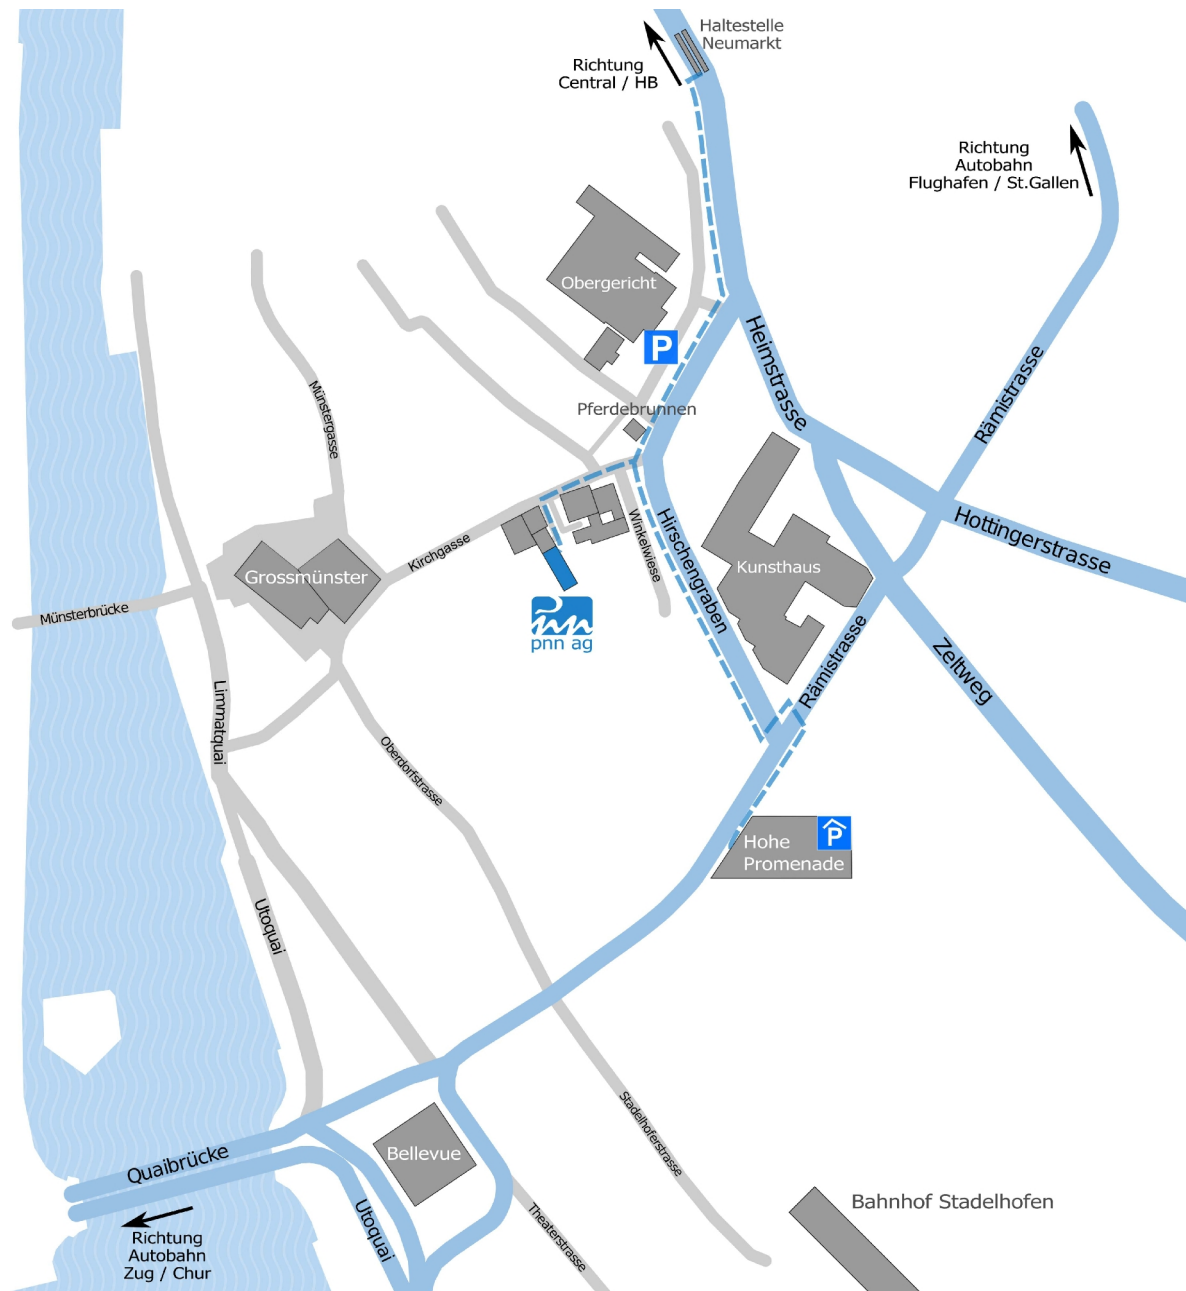 Haltestelle
Neumarkt
Richtung
Central / HB
Richtung
Autobahn
Flughafen / St.Gallen
Obergericht
P
Heimstrasse
Rämistrasse
Münstergasse
Pferdebrunnen
Hirschengraben
Winkelwiese
Kirchgasse
Hottingerstrasse
Kunsthaus
Grossmünster
Münsterbrücke
pnn ag
Rämistrasse
Zeltweg
Limmatquai
Oberdorfstrasse
P
Hohe
Promenade
Utoquai
Stadelhoferstrasse
Bellevue
Quaibrücke
Bahnhof Stadelhofen
Utoquai
Theaterstrasse
Richtung
Autobahn
Zug / Chur